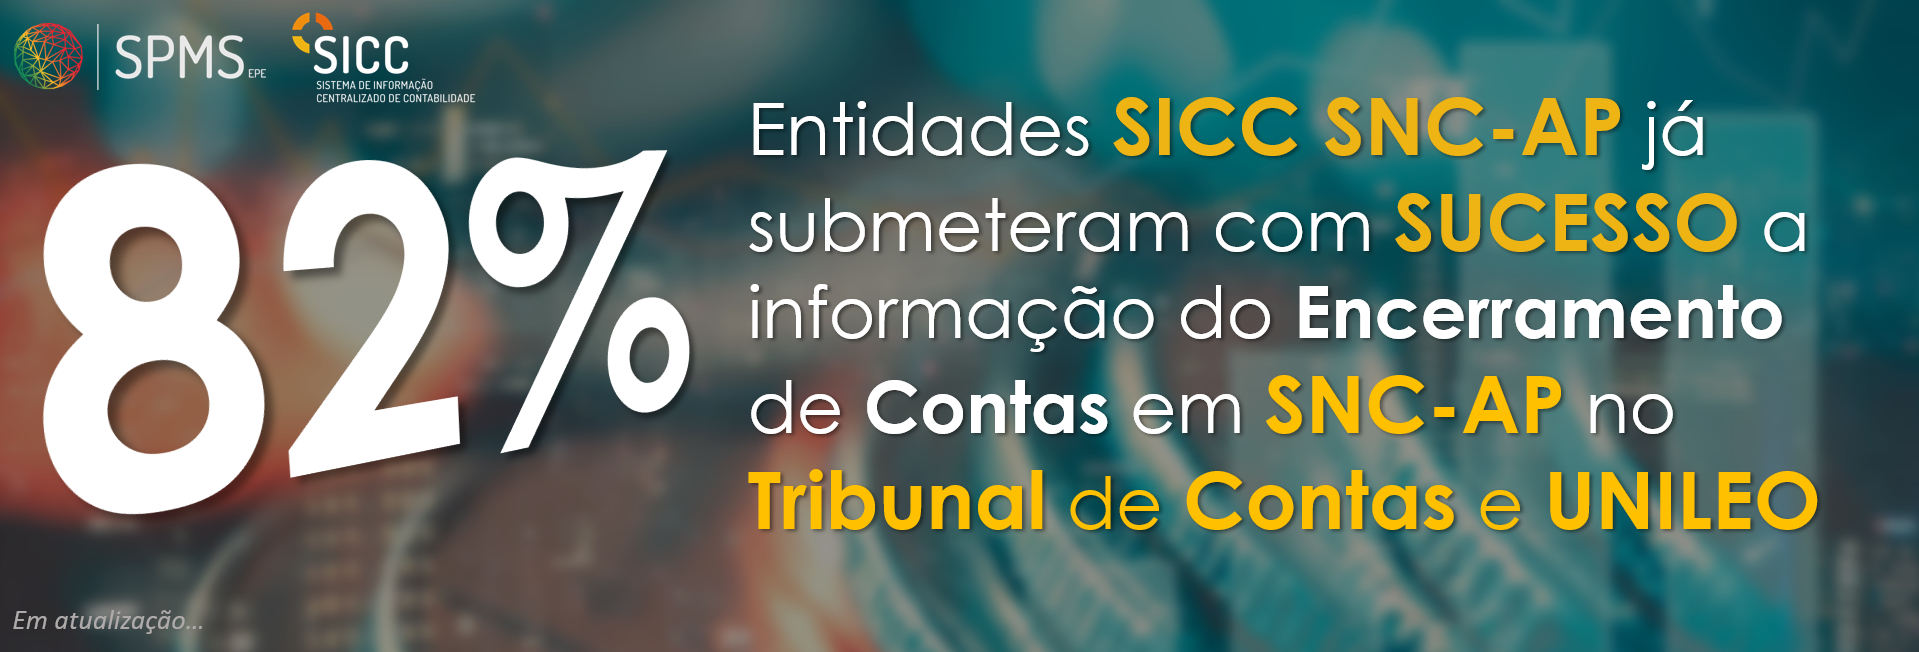 SPMS EPE
SICC
SISTEMA DE INFORMAÇÃO
CENTRALIZADO DE CONTABILIDADE
82%
Entidades SICC SNC-AP já
submeteram com SUCESSO a
informação do Encerramento
de Contas em SNC-AP no
Tribunal de Contas e UNILEO
Em atualização...